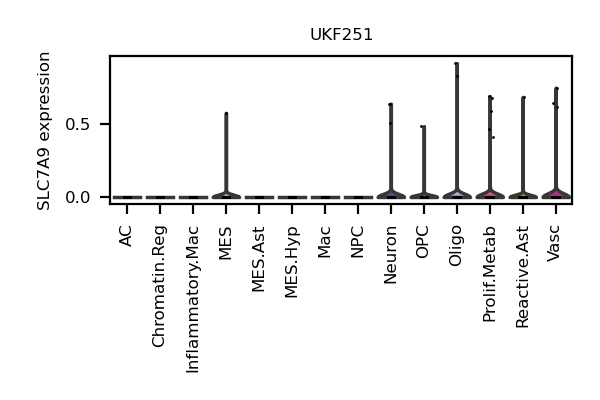 UKF251
SLC7A9 expression
0.5
0.0
AC
Chromatin.Reg
Inflammatory.Mac
MES
MES.Ast
MES.Hyp
Mac
NPC
Neuron
OPC
Oligo
Prolif.Metab
Reactive.Ast
Vasc